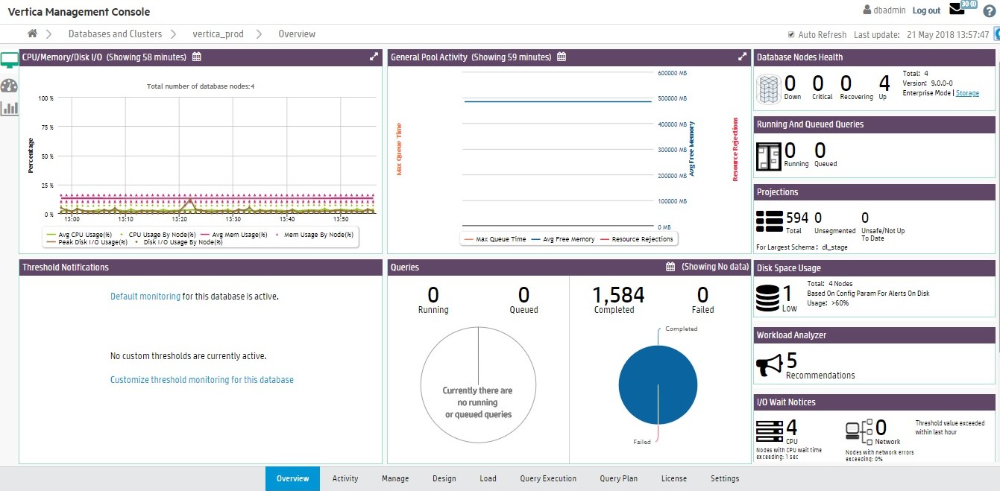 Vertica Management Console
dbadmin Log out 30 0
Databases and Clusters vertica_prod Overview
Auto Refresh Last update: 21 May 2018 13:57:47
CPU/Memory/Disk I/O (Showing 58 minutes)
Total number of database nodes:4
100 %
75 %
50 %
25 %
0 %
Percentage
13:00 13:10 13:20 13:30 13:40 13:50
Avg CPU Usage(%) CPU Usage By Node(%) Avg Mem Usage(%) Mem Usage By Node(%)
Peak Disk I/O Usage(%) Disk I/O Usage By Node(%)
General Pool Activity (Showing 59 minutes)
Max Queue Time
600000 MB
500000 MB
400000 MB
300000 MB
200000 MB
100000 MB
0 MB
Avg Free Memory
Resource Rejections
Max Queue Time Avg Free Memory Resource Rejections
Database Nodes Health
0 0 0 4
Down Critical Recovering Up
Total: 4
Version: 9.0.0-0
Enterprise Mode | Storage
Running And Queued Queries
0 0
Running Queued
Projections
594 0 0
Total Unsegmented Unsafe/Not Up
To Date
For Largest Schema : dl_stage
Threshold Notifications
Default monitoring for this database is active.
No custom thresholds are currently active.
Customize threshold monitoring for this database
Queries (Showing No data)
0 0 1,584 0
Running Queued Completed Failed
Currently there are
no running
or queued queries
Completed
Failed
Disk Space Usage
1
Low
Total: 4 Nodes
Based On Config Param For Alerts On Disk
Usage: >60%
Workload Analyzer
5
Recommendations
I/O Wait Notices
4
CPU
Nodes with CPU wait time
exceeding: 1 sec
0
Network
Nodes with network errors
exceeding: 0%
Threshold value exceeded
within last hour
Overview Activity Manage Design Load Query Execution Query Plan License Settings